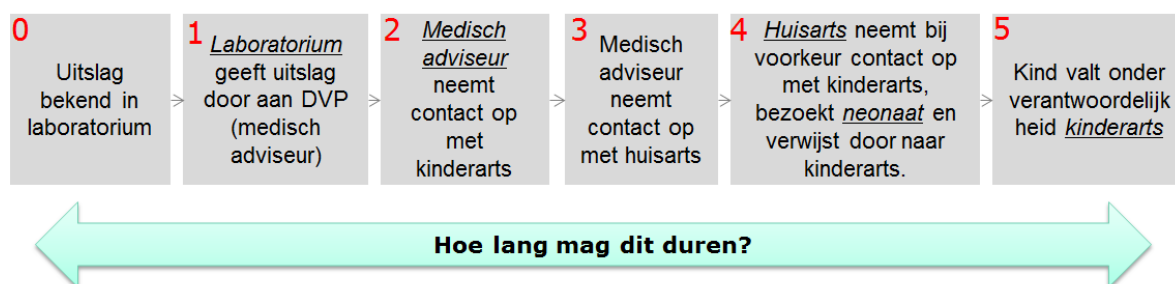 0
Uitslag
bekend in
laboratorium
1
Laboratorium
geeft uitslag
door aan DVP
(medisch
adviseur)
2
Medisch
adviseur
neemt
contact op
met
kinderarts
3
Medisch
adviseur
neemt
contact op
met huisarts
4
Huisarts neemt bij
voorkeur contact op
met kinderarts,
bezoekt neonaat en
verwijst door naar
kinderarts.
5
Kind valt onder
verantwoordelijk
heid kinderarts
Hoe lang mag dit duren?